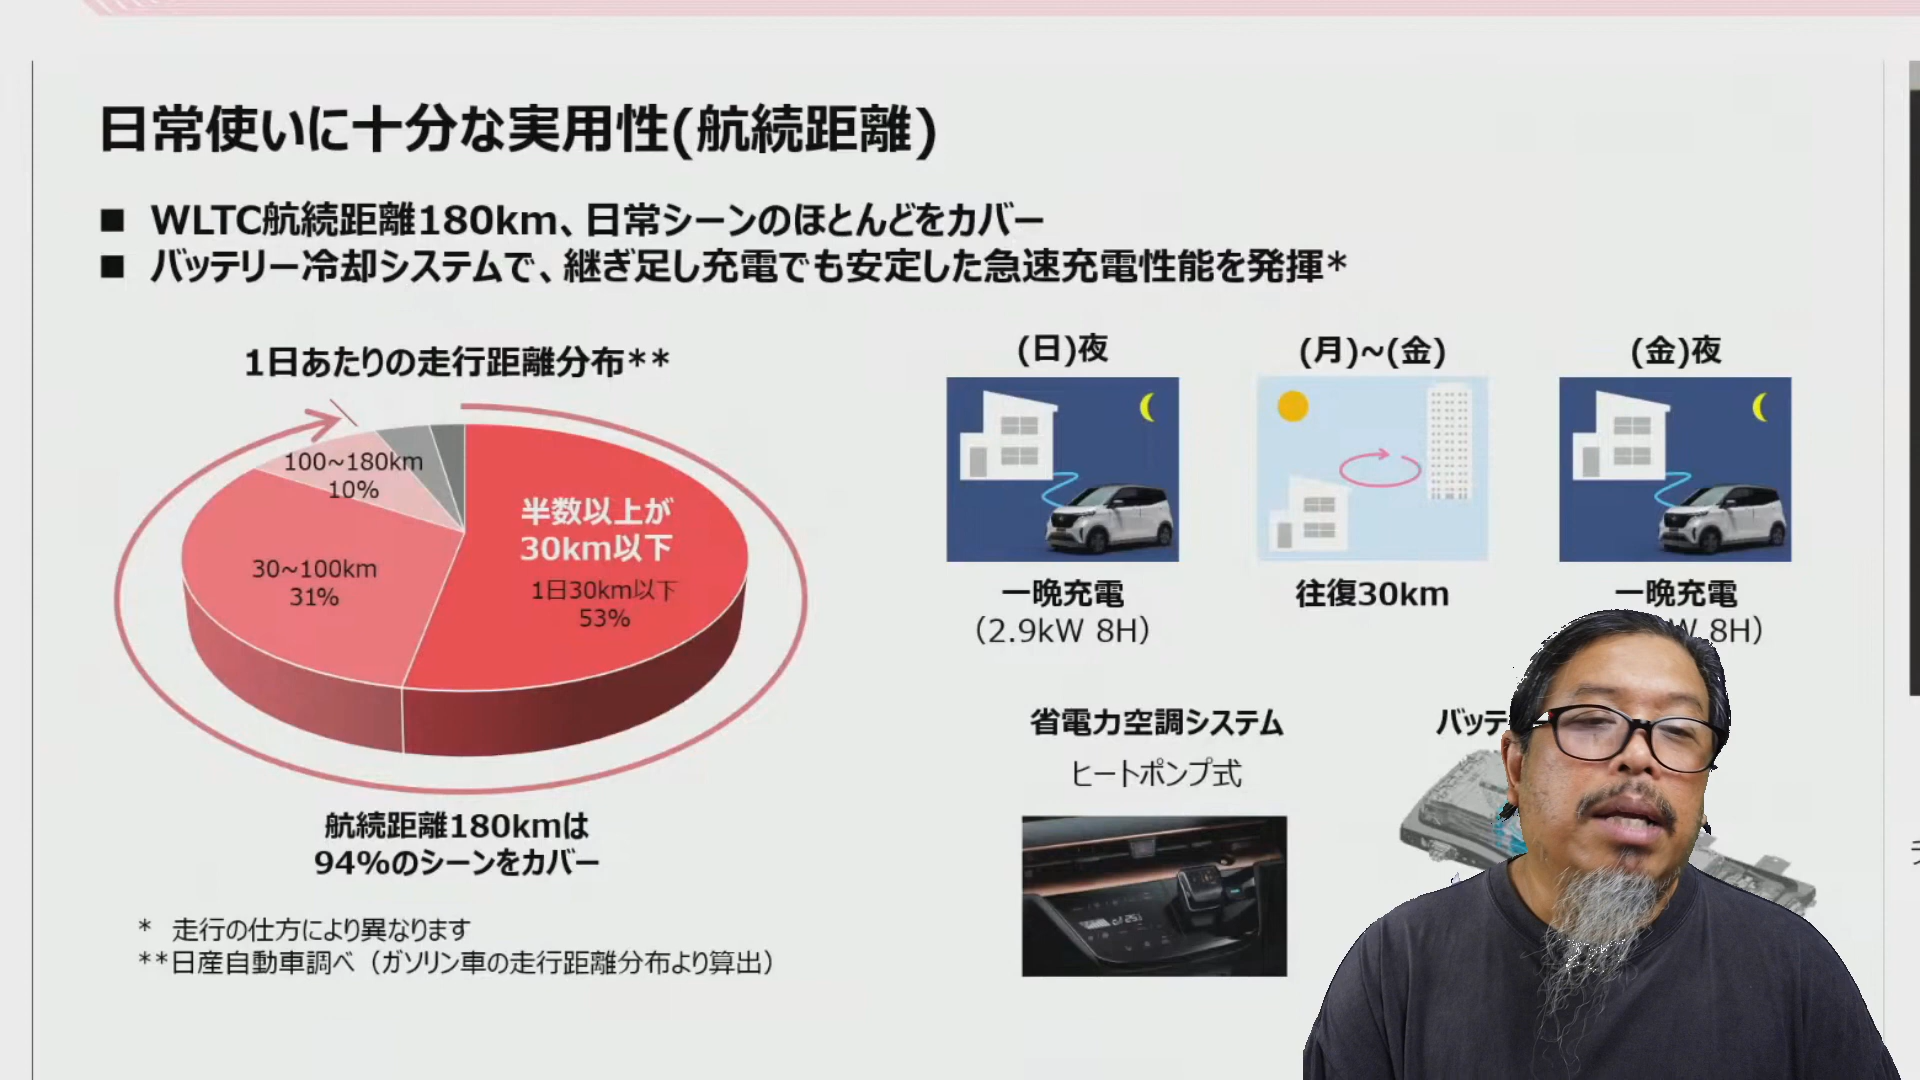 日常使いに十分な実用性(航続距離)
■ WLTC航続距離180km、日常シーンのほとんどをカバー
■ バッテリー冷却システムで、継ぎ足し充電でも安定した急速充電性能を発揮*
1日あたりの走行距離分布**
100~180km
10%
30~100km
31%
半数以上が
30km以下
1日30km以下
53%
航続距離180kmは
94%のシーンをカバー
* 走行の仕方により異なります
**日産自動車調べ（ガソリン車の走行距離分布より算出）
(日)夜
一晩充電
（2.9kW 8H）
(月)~(金)
往復30km
(金)夜
一晩充電
8H）
省電力空調システム
ヒートポンプ式
バッテ